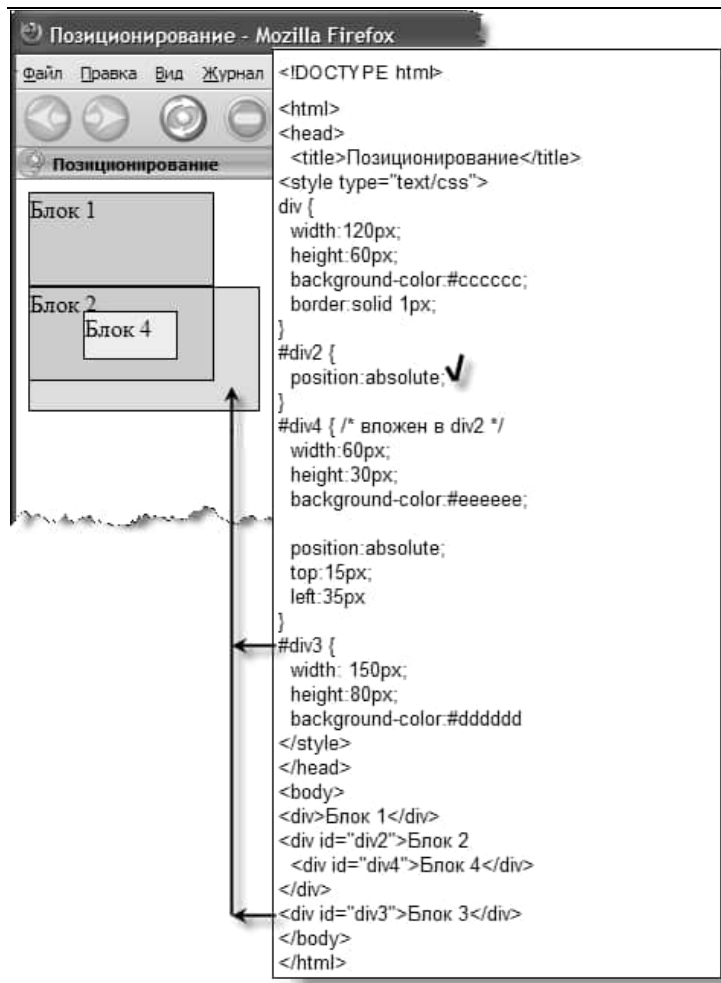 Позиционирование - Mozilla Firefox
Файл Правка Вид Журнал
Позиционирование
Блок 1
Блок 2
Блок 4
<!DOCTYPE html>
<html>
<head>
<title>Позиционирование</title>
<style type="text/css">
div {
width:120px;
height:60px;
background-color:#cccccc;
border:solid 1px;
}
#div2 {
position:absolute;
}
#div4 { /* вложен в div2 */
width:60px;
height:30px;
background-color:#eeeeee;
position:absolute;
top:15px;
left:35px
}
#div3 {
width: 150px;
height:80px;
background-color:#dddddd
</style>
</head>
<body>
<div>Блок 1</div>
<div id="div2">Блок 2
<div id="div4">Блок 4</div>
</div>
<div id="div3">Блок 3</div>
</body>
</html>